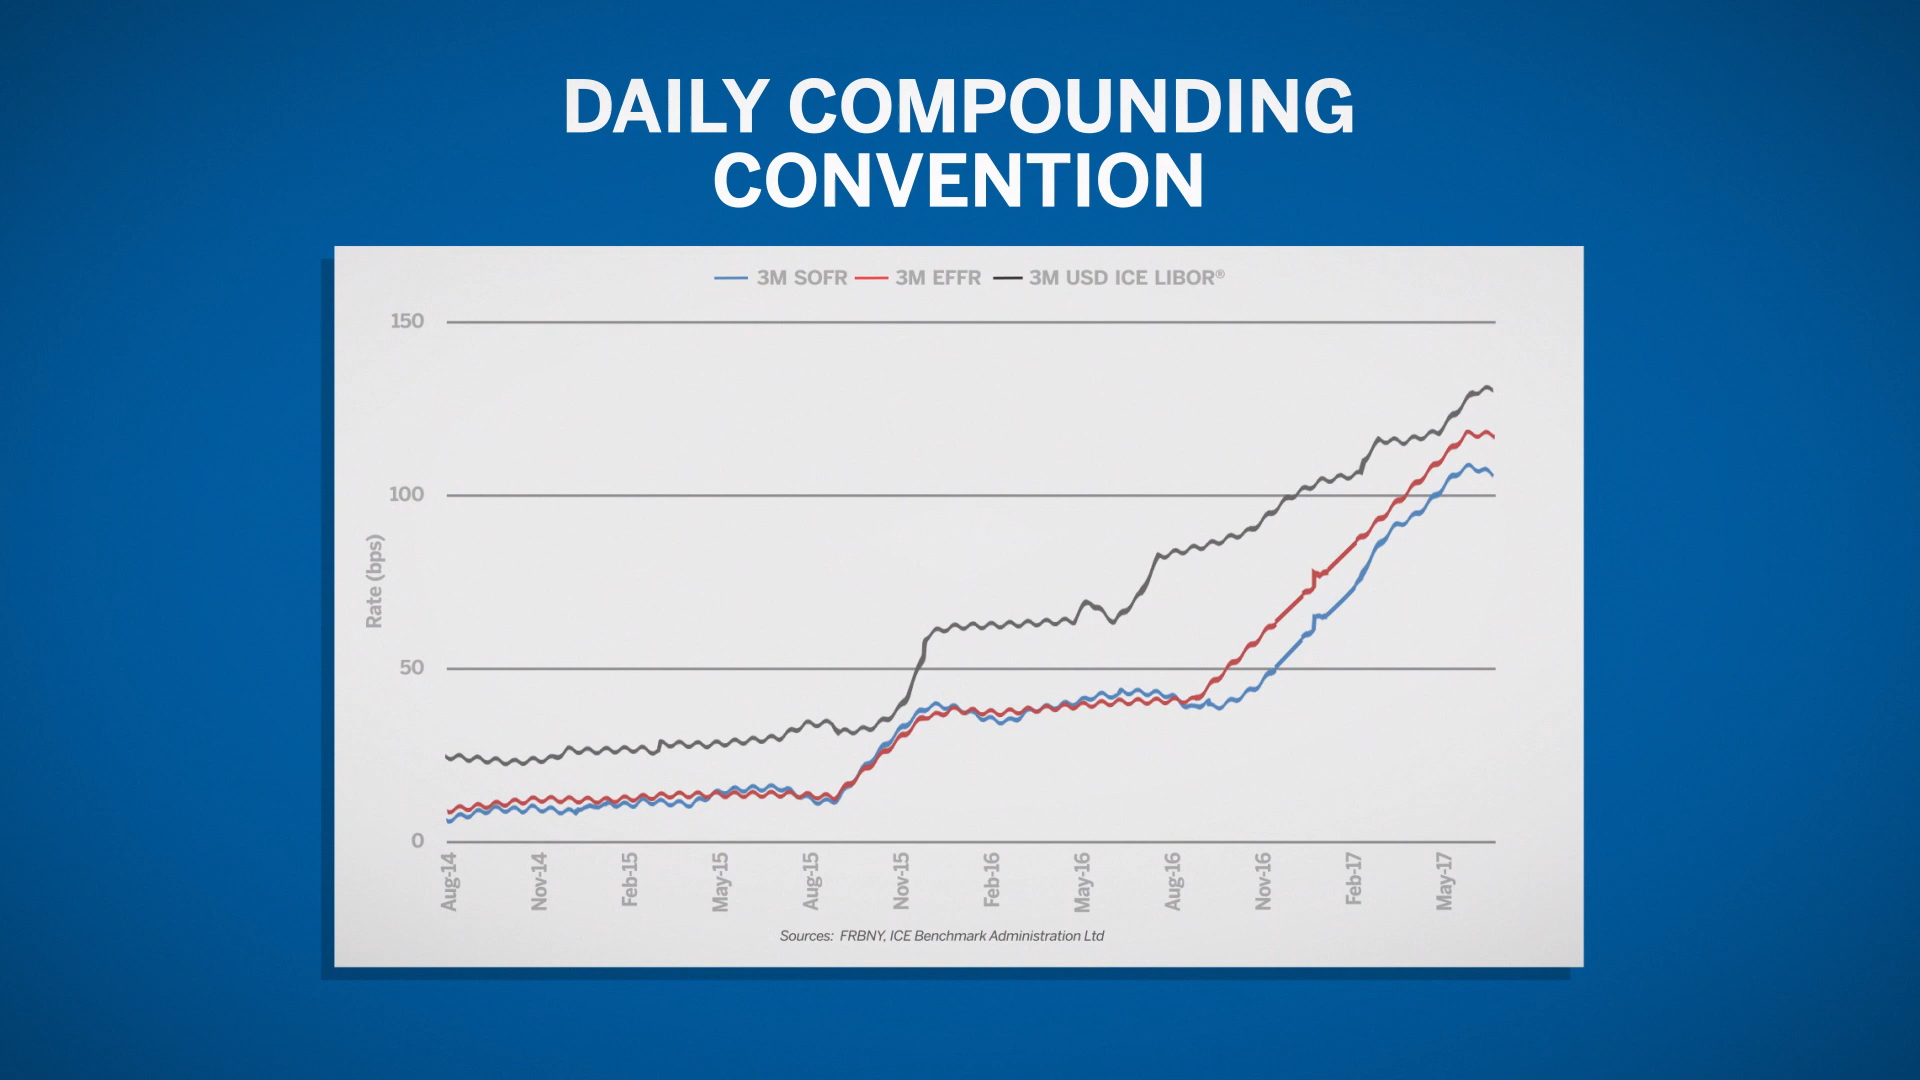 DAILY COMPOUNDING
CONVENTION
3M SOFR 3M EFFR 3M USD ICE LIBOR®
150
100
50
0
Rate (bps)
Aug-14 Nov-14 Feb-15 May-15 Aug-15 Nov-15 Feb-16 May-16 Aug-16 Nov-16 Feb-17 May-17
Sources: FRBNY, ICE Benchmark Administration Ltd